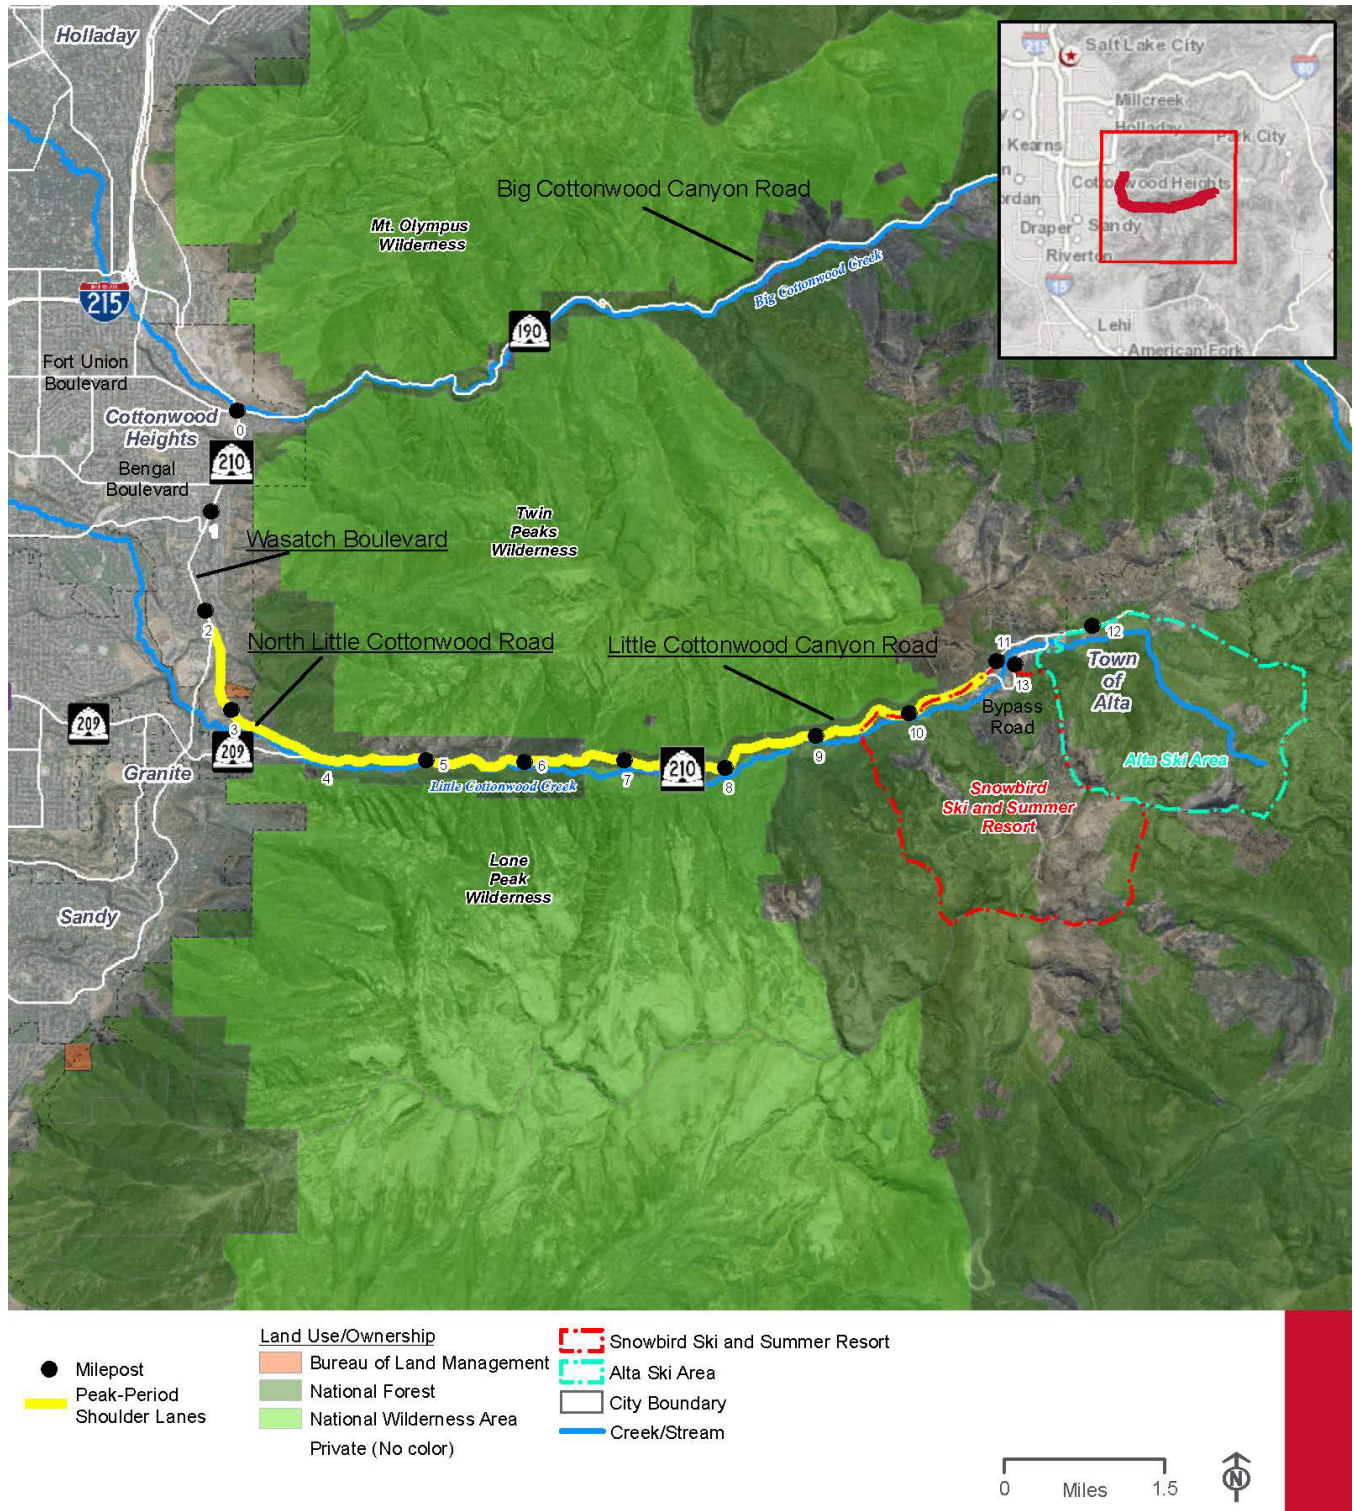 Holladay
215
Salt Lake City
80
Millcreek
Holladay
Park City
Kearns
Cottonwood Heights
Draper
Sandy
Riverton
15
Lehi
American Fork
Big Cottonwood Canyon Road
Mt. Olympus
Wilderness
Big Cottonwood Creek
215
190
Fort Union
Boulevard
Cottonwood
Heights
0
210
Bengal
Boulevard
1
Wasatch Boulevard
Twin
Peaks
Wilderness
2
North Little Cottonwood Road
Little Cottonwood Canyon Road
11
12
13
Town
of
Alta
Bypass
Road
209
3
209
10
9
Granite
4
5
6
7
210
8
Little Cottonwood Creek
Alta Ski Area
Snowbird
Ski and Summer
Resort
Lone
Peak
Wilderness
Sandy
Milepost
Peak-Period
Shoulder Lanes
Land Use/Ownership
Bureau of Land Management
National Forest
National Wilderness Area
Private (No color)
Snowbird Ski and Summer Resort
Alta Ski Area
City Boundary
Creek/Stream
0 Miles 1.5
N